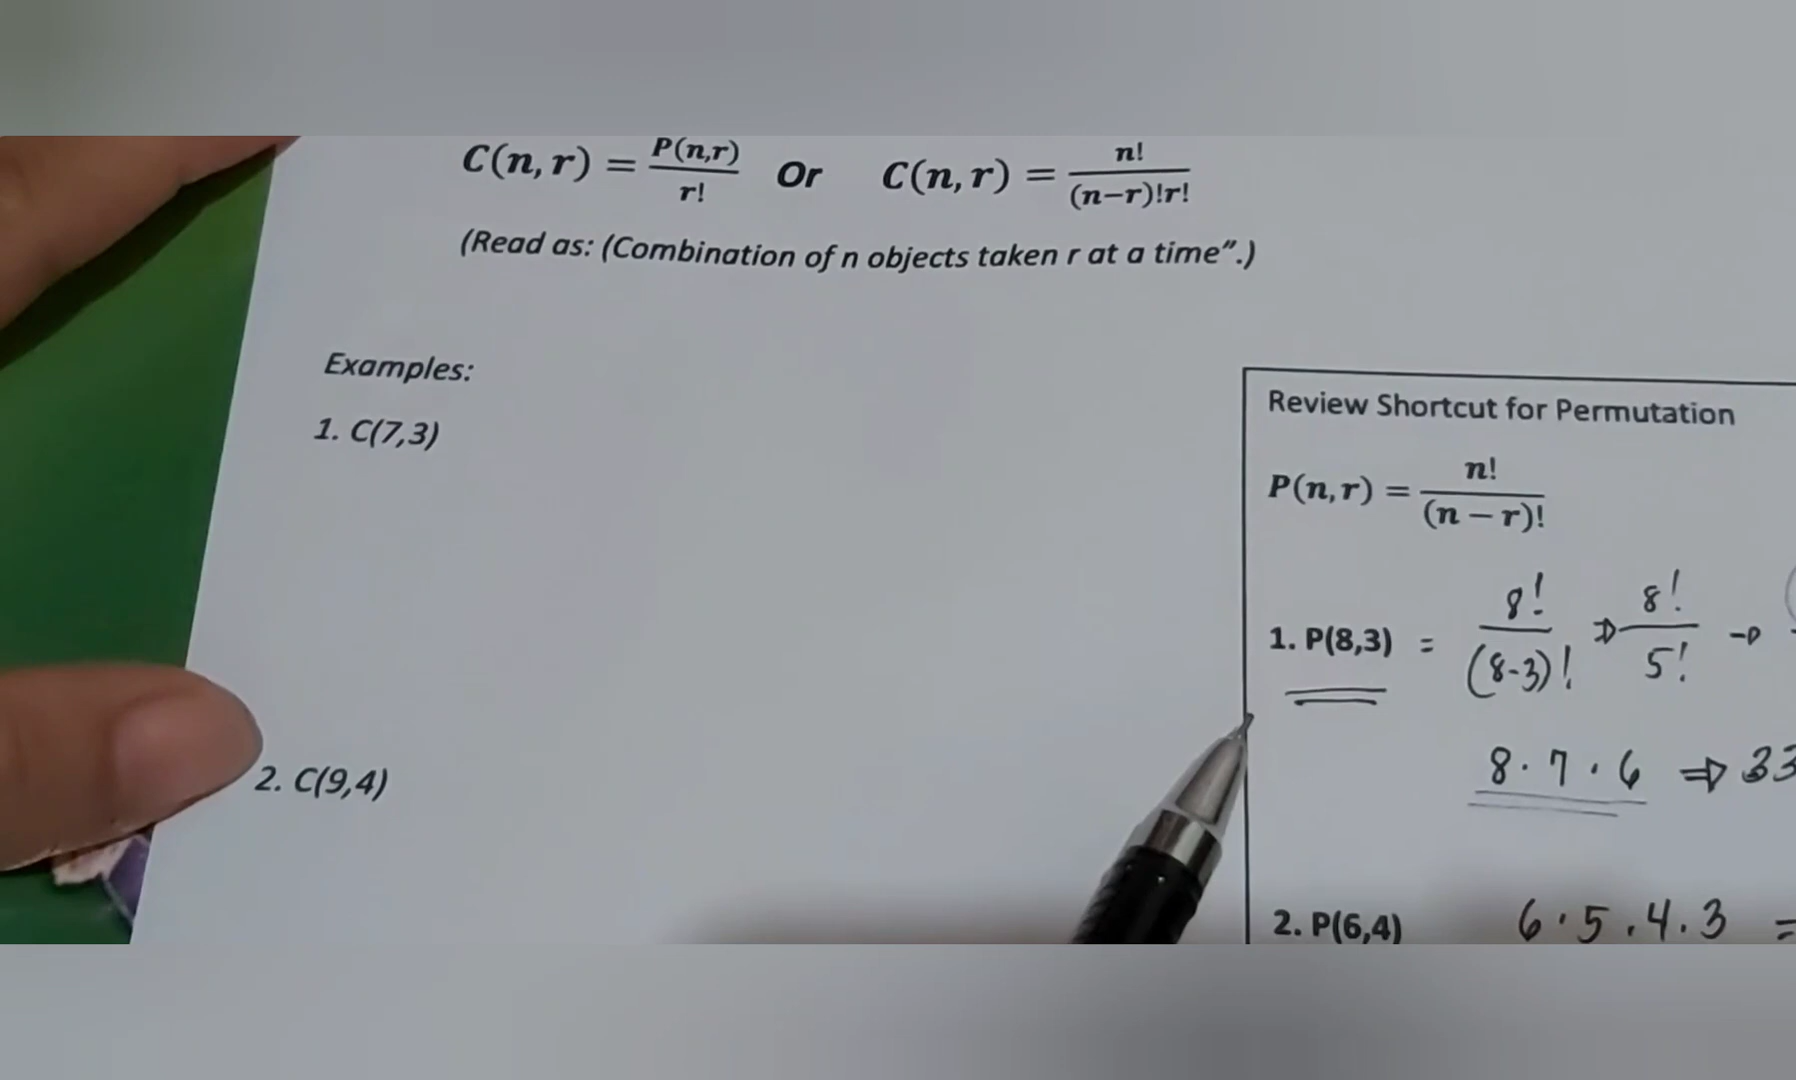 C(n, r) = P(n,r)/r! Or C(n, r) = n!/(n−r)!r!
(Read as: (Combination of n objects taken r at a time”.)
Examples:
1. C(7,3)
2. C(9,4)
Review Shortcut for Permutation
P(n, r) = n!/(n − r)!
1. P(8,3) = 8!/(8-3)! ⇒ 8!/5! →
8 · 7 · 6 ⇒ 33
2. P(6,4) 6 · 5 . 4 . 3 =